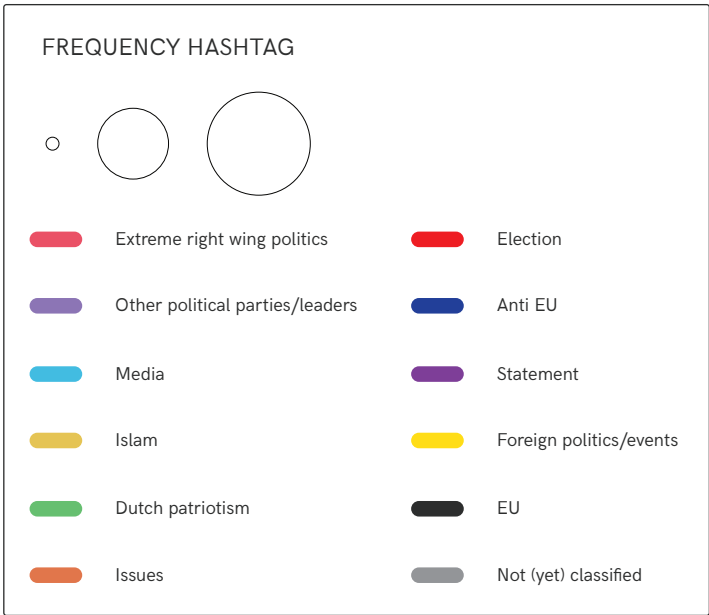 FREQUENCY HASHTAG
Extreme right wing politics
Election
Other political parties/leaders
Anti EU
Media
Statement
Islam
Foreign politics/events
Dutch patriotism
EU
Issues
Not (yet) classified